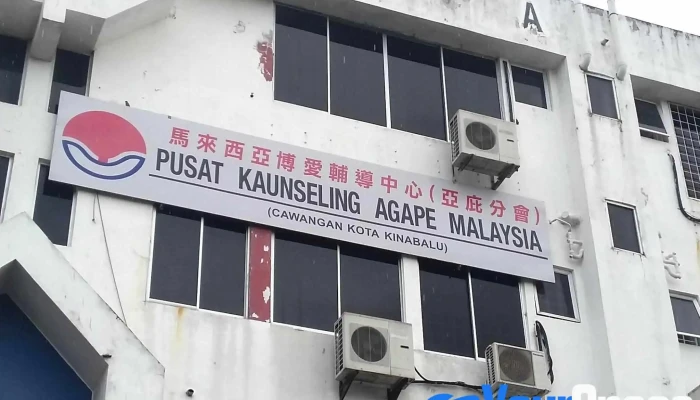 A
馬來西亞博愛輔導中心(亞庇分會)
PUSAT KAUNSELING AGAPE MALAYSIA
(CAWANGAN KOTA KINABALU)